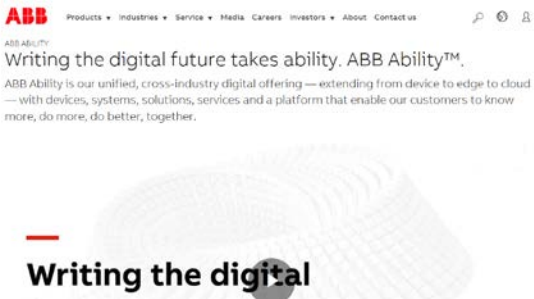 ABB Products Industries Service Media Careers Investors About Contact us
ABB ABILITY
Writing the digital future takes ability. ABB Ability™.
ABB Ability is our unified, cross-industry digital offering — extending from device to edge to cloud
— with devices, systems, solutions, services and a platform that enable our customers to know
more, do more, do better, together.
Writing the digital